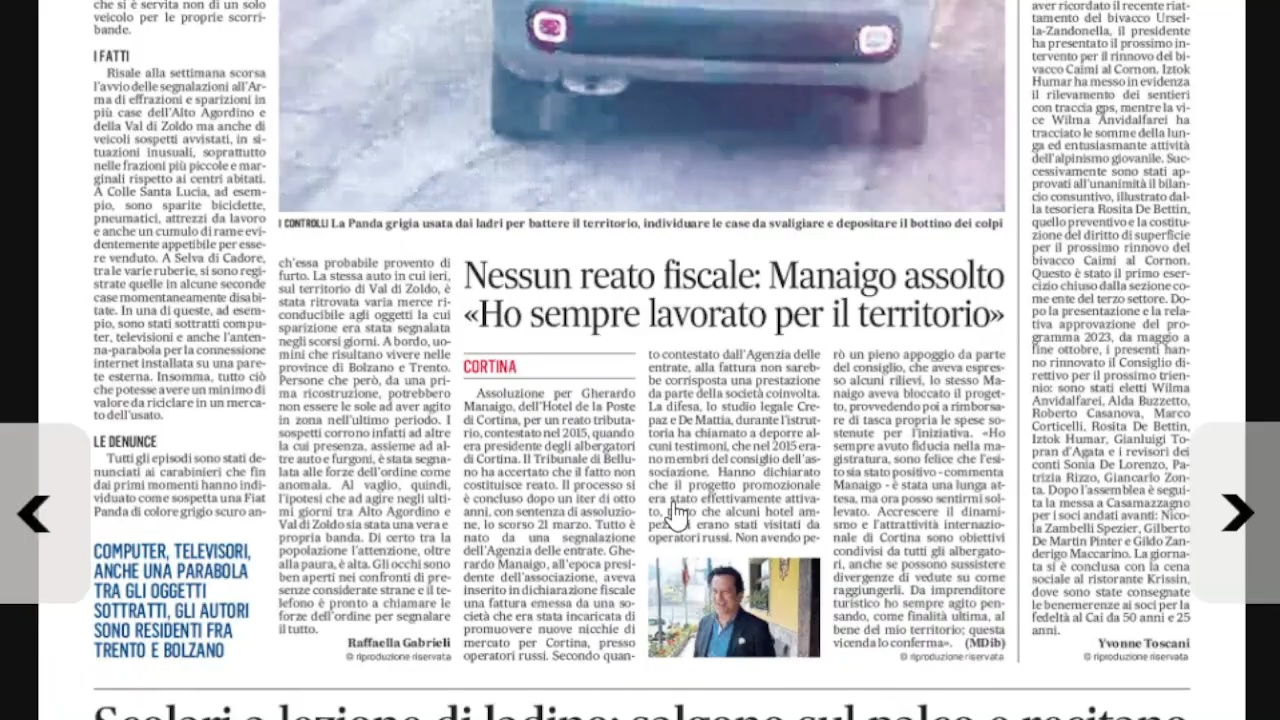 che si è servita non di un solo
veicolo per le proprie scorri-
bande.
I FATTI
Risale alla settimana scorsa
l'avvio delle segnalazioni all'Ar-
ma di effrazioni e sparizioni in
più case dell'Alto Agordino e
della Val di Zoldo ma anche di
veicoli sospetti avvistati, in si-
tuazioni inusuali, soprattutto
nelle frazioni più piccole e mar-
ginali rispetto ai centri abitati.
A Colle Santa Lucia, ad esem-
pio, sono sparite biciclette,
pneumatici, attrezzi da lavoro
e anche un cumulo di rame evi-
dentemente appetibile per esse-
re venduto. A Selva di Cadore,
tra le varie ruberie, si sono regi-
strate quelle in alcune seconde
case momentaneamente disabi-
tate. In una di queste, ad esem-
pio, sono stati sottratti compu-
ter, televisioni e anche l'anten-
na-parabola per la connessione
internet installata su una pare-
te esterna. Insomma, tutto ciò
che potesse avere un minimo di
valore da riciclare in un merca-
to dell'usato.
LE DENUNCE
Tutti gli episodi sono stati de-
nunciati ai carabinieri che fin
dai primi momenti hanno indi-
viduato come sospetta una Fiat
Panda di colore grigio scuro an-
COMPUTER, TELEVISORI,
ANCHE UNA PARABOLA
TRA GLI OGGETTI
SOTTRATTI, GLI AUTORI
SONO RESIDENTI FRA
TRENTO E BOLZANO
I CONTROLLI La Panda grigia usata dai ladri per battere il territorio, individuare le case da svaligiare e depositare il bottino dei colpi
ch'essa probabile provento di
furto. La stessa auto in cui ieri,
sul territorio di Val di Zoldo, è
stata ritrovata varia merce ri-
conducibile agli oggetti la cui
sparizione era stata segnalata
negli scorsi giorni. A bordo, uo-
mini che risultano vivere nelle
province di Bolzano e Trento.
Persone che però, da una pri-
ma ricostruzione, potrebbero
non essere le sole ad aver agito
in zona nell'ultimo periodo. I
sospetti corrono infatti ad altre
la cui presenza, assieme ad al-
tre auto e furgoni, è stata segna-
lata alle forze dell'ordine come
anomala. Al vaglio, quindi,
l'ipotesi che ad agire negli ulti-
mi giorni tra Alto Agordino e
Val di Zoldo sia stata una vera e
propria banda. Di certo tra la
popolazione l'attenzione, oltre
alla paura, è alta. Gli occhi sono
ben aperti nei confronti di pre-
senze considerate strane e il te-
lefono è pronto a chiamare le
forze dell'ordine per segnalare
il tutto.
Raffaella Gabrieli
© riproduzione riservata
Nessun reato fiscale: Manaigo assolto
«Ho sempre lavorato per il territorio»
CORTINA
Assoluzione per Gherardo
Manaigo, dell'Hotel de la Poste
di Cortina, per un reato tributa-
rio, contestato nel 2015, quando
era presidente degli albergatori
di Cortina. Il Tribunale di Bellu-
no ha accertato che il fatto non
costituisce reato. Il processo si
è concluso dopo un iter di otto
anni, con sentenza di assoluzio-
ne, lo scorso 21 marzo. Tutto è
nato da una segnalazione
dell'Agenzia delle entrate. Ghe-
rardo Manaigo, all'epoca presi-
dente dell'associazione, aveva
inserito in dichiarazione fiscale
una fattura emessa da una so-
cietà che era stata incaricata di
promuovere nuove nicchie di
mercato per Cortina, presso
operatori russi. Secondo quan-
to contestato dall'Agenzia delle
entrate, alla fattura non sareb-
be corrisposta una prestazione
da parte della società coinvolta.
La difesa, lo studio legale Cre-
paz e De Mattia, durante l'istrut-
toria ha chiamato a deporre al-
cuni testimoni, che nel 2015 era-
no membri del consiglio dell'as-
sociazione. Hanno dichiarato
che il progetto promozionale
era stato effettivamente attiva-
to, che alcuni hotel am-
erano stati visitati da
operatori russi. Non avendo pe-
rò un pieno appoggio da parte
del consiglio, che aveva espres-
so alcuni rilievi, lo stesso Ma-
naigo aveva bloccato il proget-
to, provvedendo poi a rimborsa-
re di tasca propria le spese so-
stenute per l'iniziativa. «Ho
sempre avuto fiducia nella ma-
gistratura, sono felice che l'esi-
to sia stato positivo - commenta
Manaigo - è stata una lunga at-
tesa, ma ora posso sentirmi sol-
levato. Accrescere il dinami-
smo e l'attrattività internazio-
nale di Cortina sono obiettivi
condivisi da tutti gli albergato-
ri, anche se possono sussistere
divergenze di vedute su come
raggiungerli. Da imprenditore
turistico ho sempre agito pen-
sando, come finalità ultima, al
bene del mio territorio; questa
vicenda lo conferma». (MDib)
© riproduzione riservata
aver ricordato il recente riat-
tamento del bivacco Ursel-
la-Zandonella, il presidente
ha presentato il prossimo in-
tervento per il rinnovo del bi-
vacco Caimi al Cornon. Iztok
Humar ha messo in evidenza
il rilevamento dei sentieri
con traccia gps, mentre la vi-
ce Wilma Anvidalfarei ha
tracciato le somme della lun-
ga ed entusiasmante attività
dell'alpinismo giovanile. Suc-
cessivamente sono stati ap-
provati all'unanimità il bilan-
cio consuntivo, illustrato dal-
la tesoriera Rosita De Bettin,
quello preventivo e la costitu-
zione del diritto di superficie
per il prossimo rinnovo del
bivacco Caimi al Cornon.
Questo è stato il primo eser-
cizio chiuso dalla sezione co-
me ente del terzo settore. Do-
po la presentazione e la rela-
tiva approvazione del pro-
gramma 2023, da maggio a
fine ottobre, i presenti han-
no rinnovato il Consiglio di-
rettivo per il prossimo trien-
nio: sono stati eletti Wilma
Anvidalfarei, Alda Buzzetto,
Roberto Casanova, Marco
Corticelli, Rosita De Bettin,
Iztok Humar, Gianluigi To-
pran d'Agata e i revisori dei
conti Sonia De Lorenzo, Pa-
trizia Rizzo, Giancarlo Zon-
ta. Dopo l'assemblea è segui-
ta la messa a Casamazzagno
per i soci andati avanti: Nico-
la Zambelli Spezier, Gilberto
De Martin Pinter e Gildo Zan-
derigo Maccarino. La giorna-
ta si è conclusa con la cena
sociale al ristorante Krissin,
dove sono state consegnate
le benemerenze ai soci per la
fedeltà al Cai da 50 anni e 25
anni.
Yvonne Toscani
© riproduzione riservata
Scolari a lezione di ladino: salgono sul palco e recitano